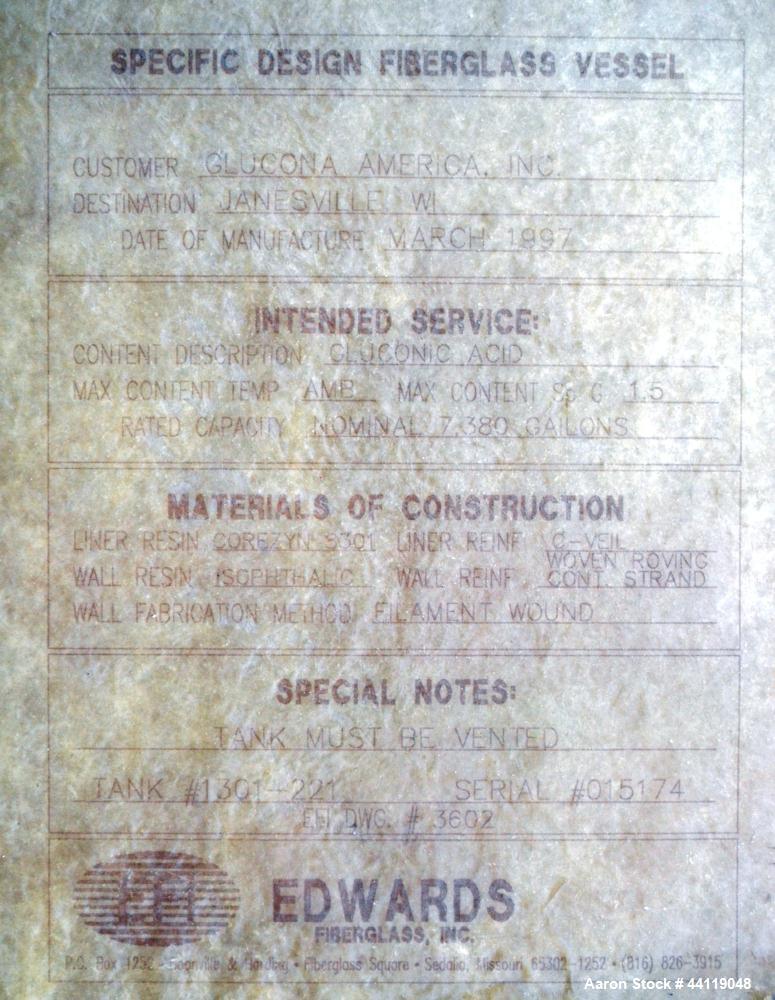 SPECIFIC DESIGN FIBERGLASS VESSEL
CUSTOMER GLUCONA AMERICA, INC.
DESTINATION JANESVILLE WI
DATE OF MANUFACTURE MARCH 1997
INTENDED SERVICE:
CONTENT DESCRIPTION GLUCONIC ACID
MAX CONTENT TEMP AMB MAX CONTENT Sp G 1.5
RATED CAPACITY NOMINAL 7,380 GALLONS
MATERIALS OF CONSTRUCTION
LINER RESIN COREZYN LINER REINF C-VEIL
WALL RESIN ISOPHTHALIC WALL REINF WOVEN ROVING
CONT. STRAND
WALL FABRICATION METHOD FILAMENT WOUND
SPECIAL NOTES:
TANK MUST BE VENTED
TANK #1301-221 SERIAL #015174
EFI DWG. # 3602
EFI EDWARDS
FIBERGLASS, INC.
P.O. Box 1252 • Boonville & Harding • Fiberglass Square • Sedalia, Missouri 65302-1252 • (816) 826-3915
Aaron Stock # 44119048